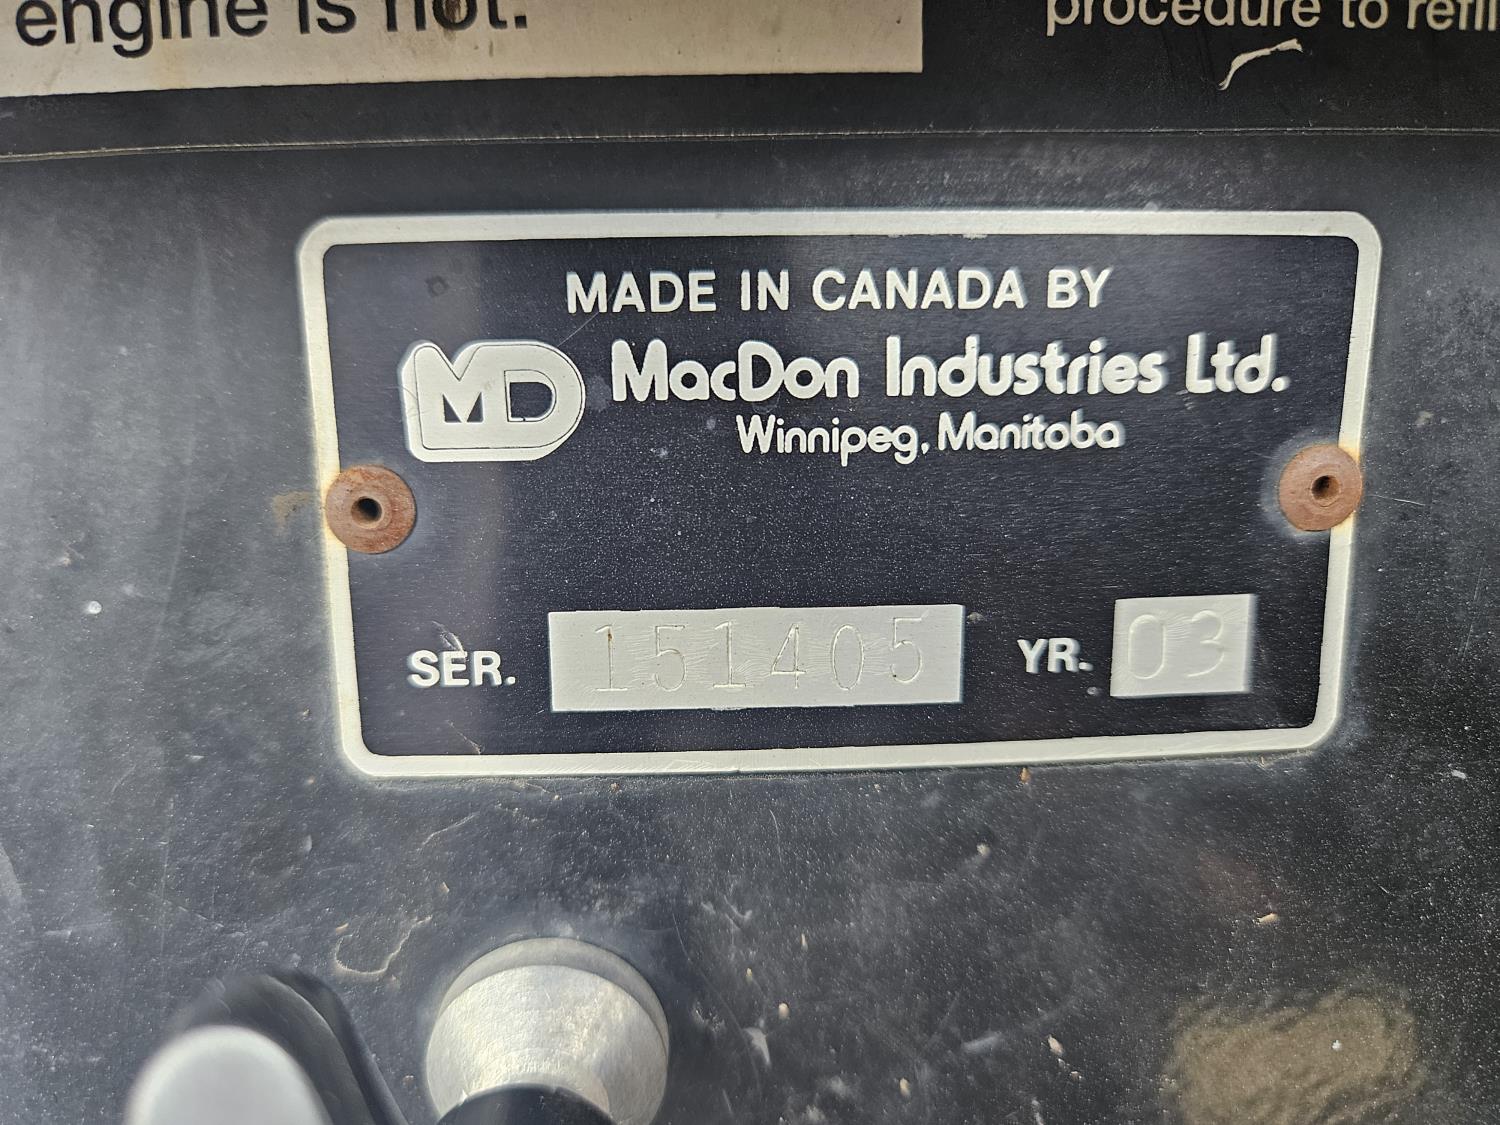 engine is hot.
procedure to refill
MADE IN CANADA BY
MD MacDon Industries Ltd.
Winnipeg, Manitoba
SER. 151405 YR. 03